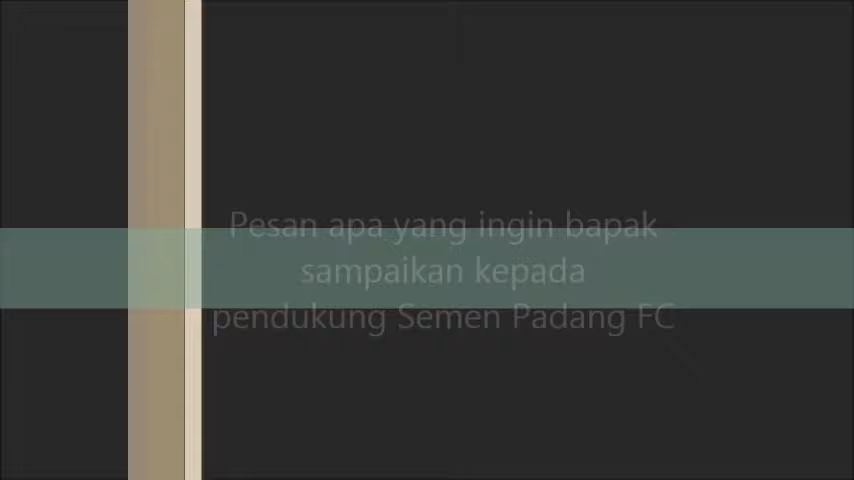 Pesan apa yang ingin bapak
sampaikan kepada
pendukung Semen Padang FC